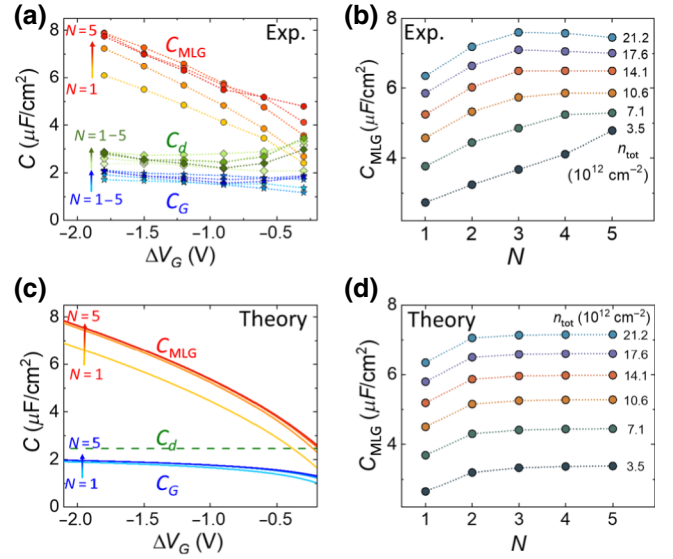 (a)
Exp.
N=5
N=1
C_MLG
N=1–5
C_d
N=1–5
C_G
8
6
4
2
0
C (μF/cm²)
−2.0 −1.5 −1.0 −0.5
ΔV_G (V)
(b)
Exp.
21.2
17.6
14.1
10.6
7.1
3.5
n_tot
(10¹² cm⁻²)
8
6
4
C_MLG (μF/cm²)
1 2 3 4 5
N
(c)
Theory
N=5
N=1
C_MLG
C_d
N=5
N=1
C_G
8
6
4
2
0
C (μF/cm²)
−2.0 −1.5 −1.0 −0.5
ΔV_G (V)
(d)
Theory
n_tot (10¹² cm⁻²)
21.2
17.6
14.1
10.6
7.1
3.5
8
6
4
C_MLG (μF/cm²)
1 2 3 4 5
N